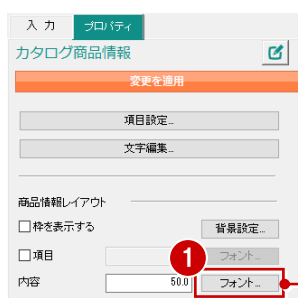 入 力 プロパティ
カタログ商品情報
変更を適用
項目設定...
文字編集...
商品情報レイアウト
枠を表示する 背景設定...
項目 フォント...
内容 50.0 フォント...
1